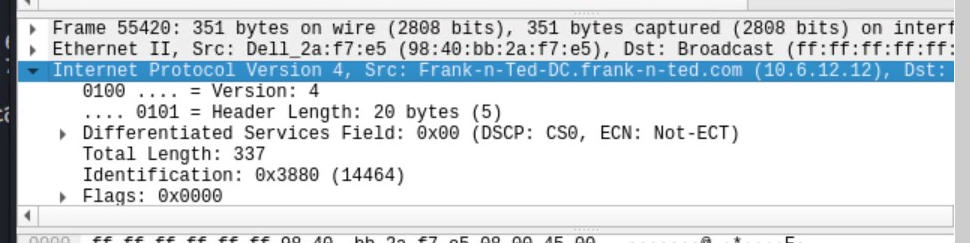 Frame 55420: 351 bytes on wire (2808 bits), 351 bytes captured (2808 bits) on interf
Ethernet II, Src: Dell_2a:f7:e5 (98:40:bb:2a:f7:e5), Dst: Broadcast (ff:ff:ff:ff:ff:
Internet Protocol Version 4, Src: Frank-n-Ted-DC.frank-n-ted.com (10.6.12.12), Dst:
0100 .... = Version: 4
.... 0101 = Header Length: 20 bytes (5)
Differentiated Services Field: 0x00 (DSCP: CS0, ECN: Not-ECT)
Total Length: 337
Identification: 0x3880 (14464)
Flags: 0x0000
0000 ff ff ff ff ff ff 98 40 bb 2a f7 e5 08 00 45 00